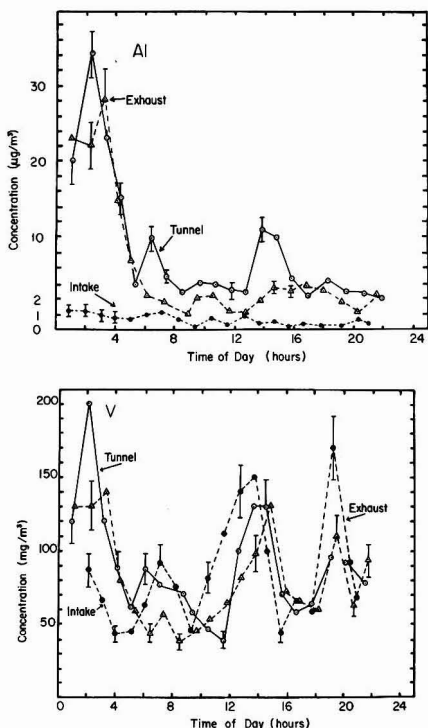 Al
30
20
10
2
1
0
Concentration (µg/m³)
Exhaust
Tunnel
Intake
0 4 8 12 16 20 24
Time of Day (hours)
V
200
150
100
50
0
Concentration (mg/m³)
Tunnel
Exhaust
Intake
0 4 8 12 16 20 24
Time of Day (hours)